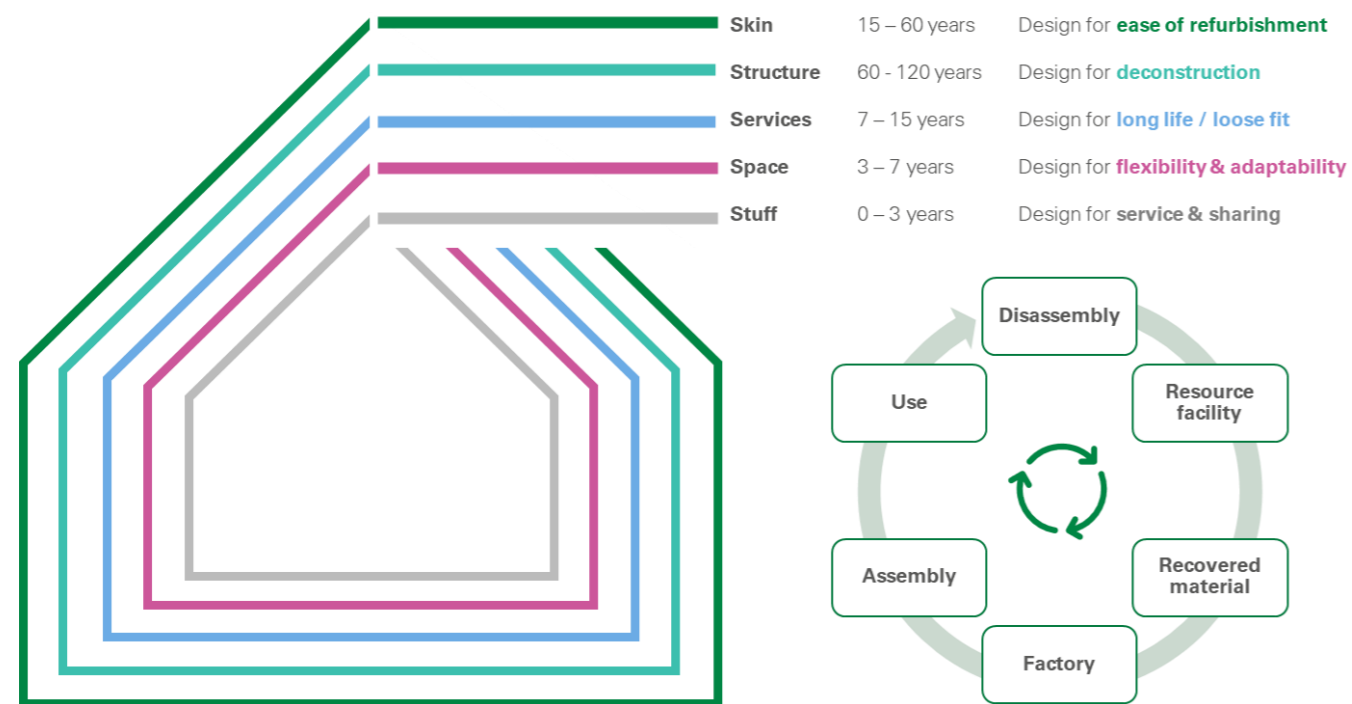 Skin 15 – 60 years Design for ease of refurbishment
Structure 60 - 120 years Design for deconstruction
Services 7 – 15 years Design for long life / loose fit
Space 3 – 7 years Design for flexibility & adaptability
Stuff 0 – 3 years Design for service & sharing
Disassembly
Resource
facility
Recovered
material
Factory
Assembly
Use